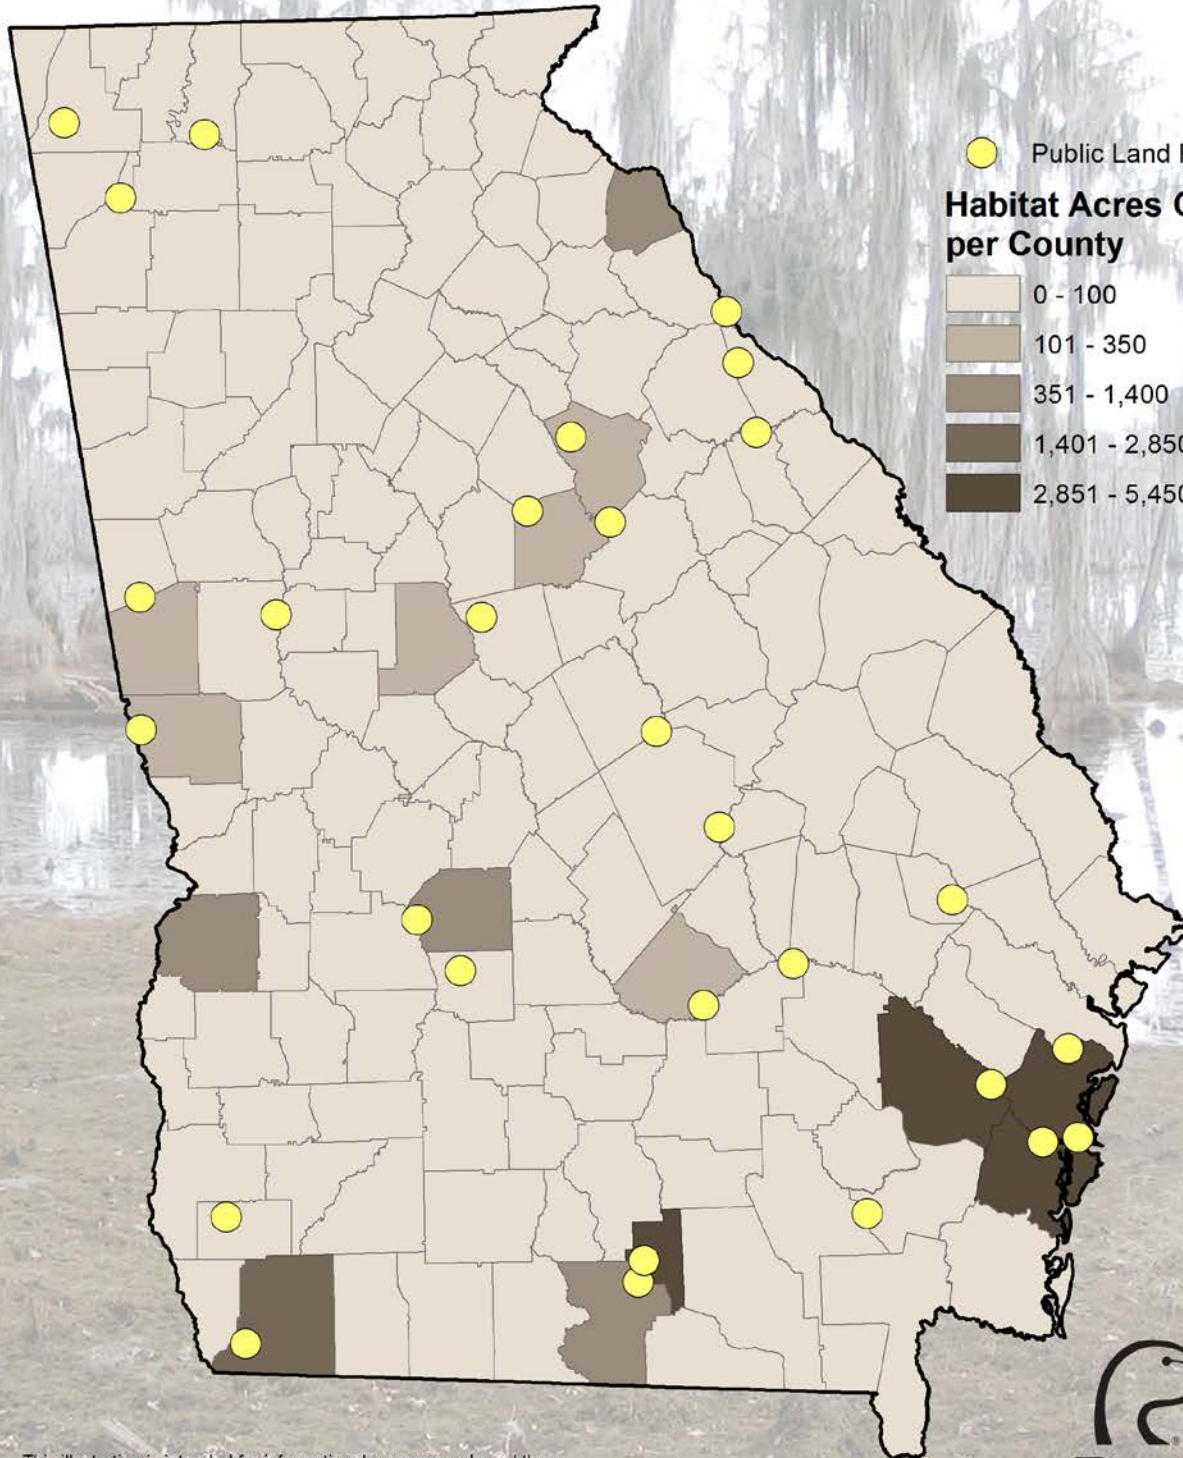 Public Land
Habitat Acres
per County
0 - 100
101 - 350
351 - 1,400
1,401 - 2,850
2,851 - 5,450